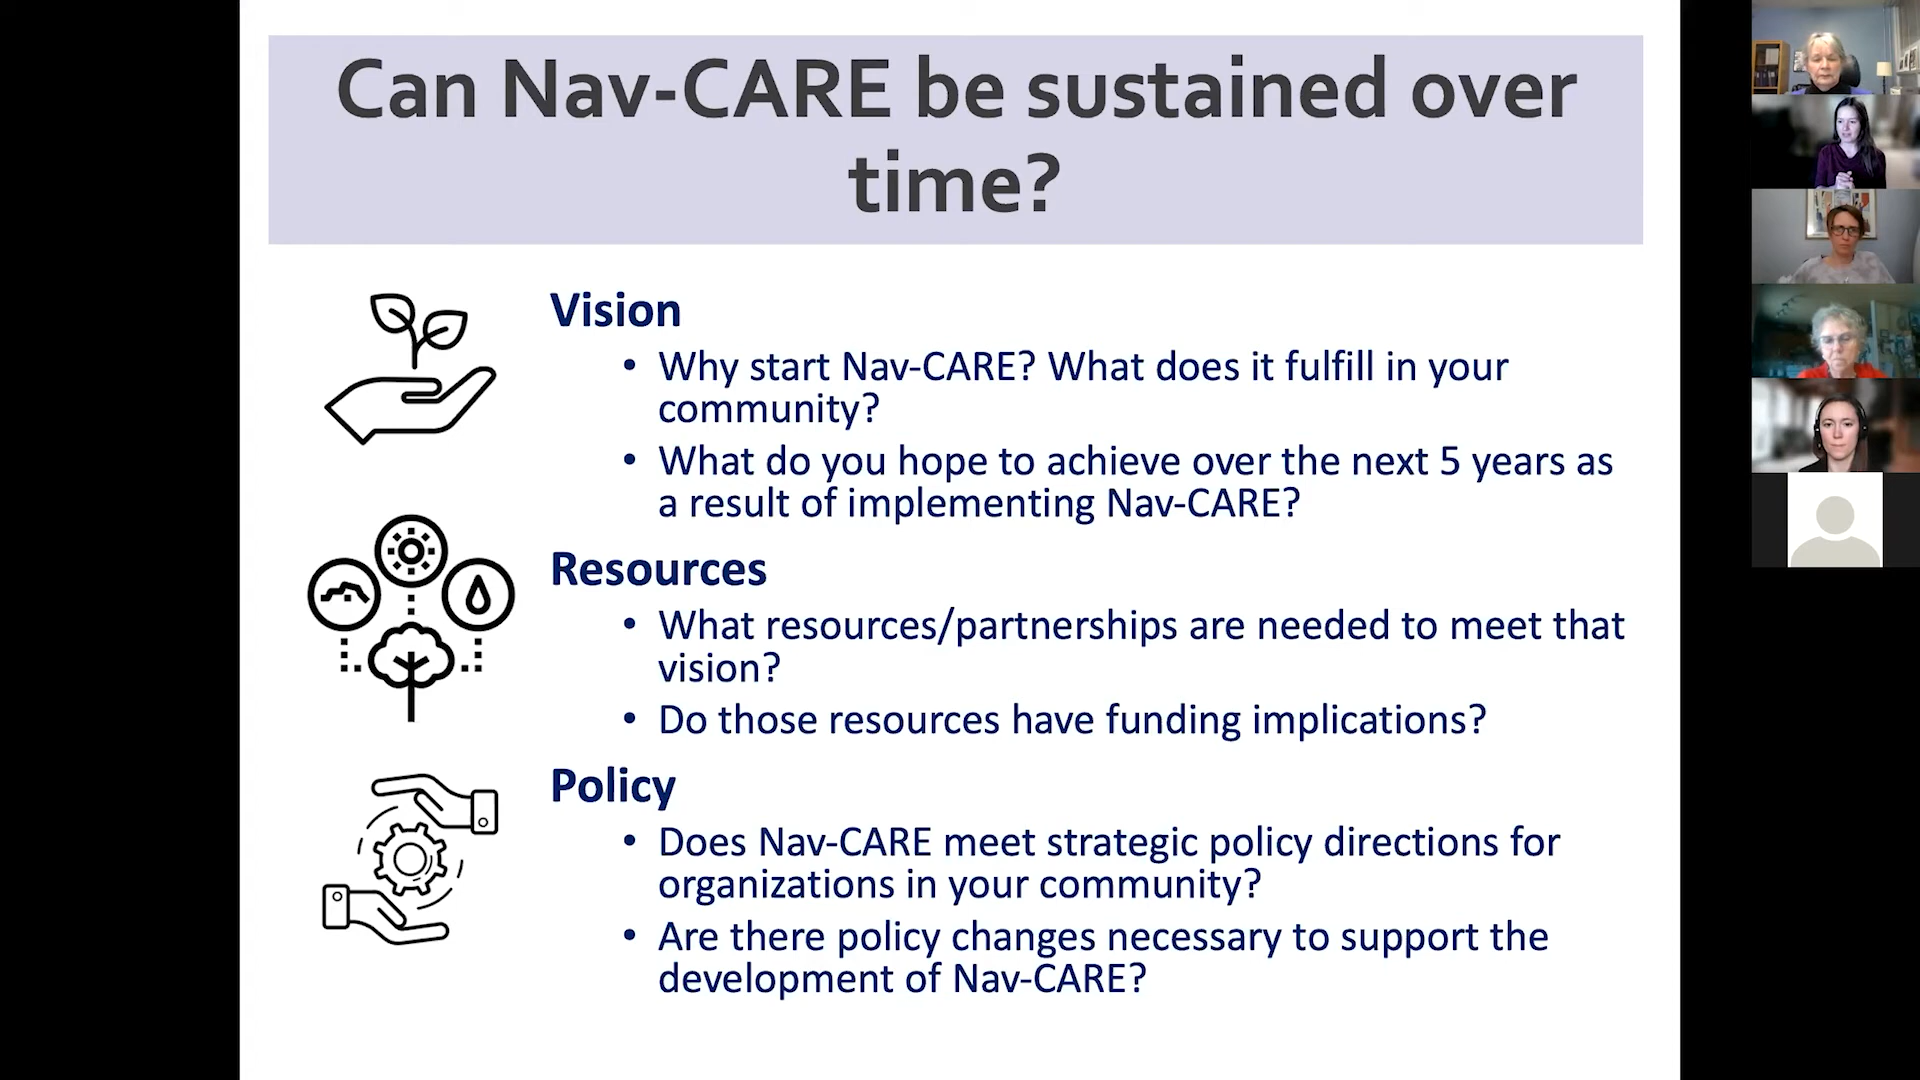 Can Nav-CARE be sustained over
time?
Vision
• Why start Nav-CARE? What does it fulfill in your
community?
• What do you hope to achieve over the next 5 years as
a result of implementing Nav-CARE?
Resources
• What resources/partnerships are needed to meet that
vision?
• Do those resources have funding implications?
Policy
• Does Nav-CARE meet strategic policy directions for
organizations in your community?
• Are there policy changes necessary to support the
development of Nav-CARE?